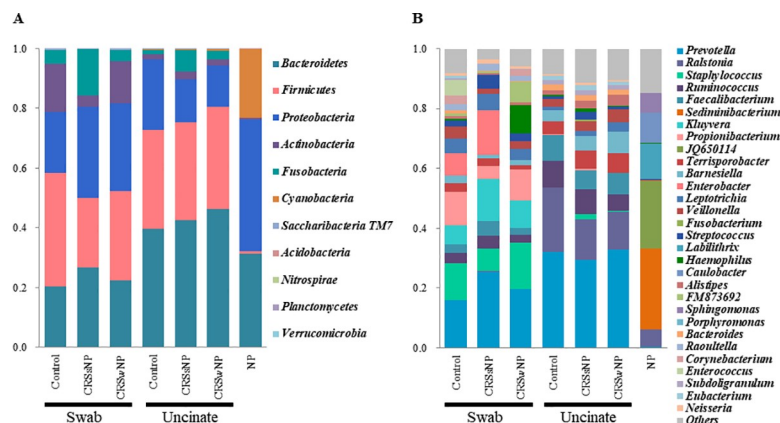 A
1.0
0.8
0.6
0.4
0.2
0.0
Control
CRSsNP
CRSwNP
Control
CRSsNP
CRSwNP
NP
Swab
Uncinate
Bacteroidetes
Firmicutes
Proteobacteria
Actinobacteria
Fusobacteria
Cyanobacteria
Saccharibacteria TM7
Acidobacteria
Nitrospirae
Planctomycetes
Verrucomicrobia
B
1.0
0.8
0.6
0.4
0.2
0.0
Control
CRSsNP
CRSwNP
Control
CRSsNP
CRSwNP
NP
Swab
Uncinate
Prevotella
Ralstonia
Staphylococcus
Ruminococcus
Faecalibacterium
Sediminibacterium
Kluyvera
Propionibacterium
JQ650114
Terrisporobacter
Barnesiella
Enterobacter
Leptotrichia
Veillonella
Fusobacterium
Streptococcus
Labilithrix
Haemophilus
Caulobacter
Alistipes
FM873692
Sphingomonas
Porphyromonas
Bacteroides
Raoultella
Corynebacterium
Enterococcus
Subdoligranulum
Eubacterium
Neisseria
Others